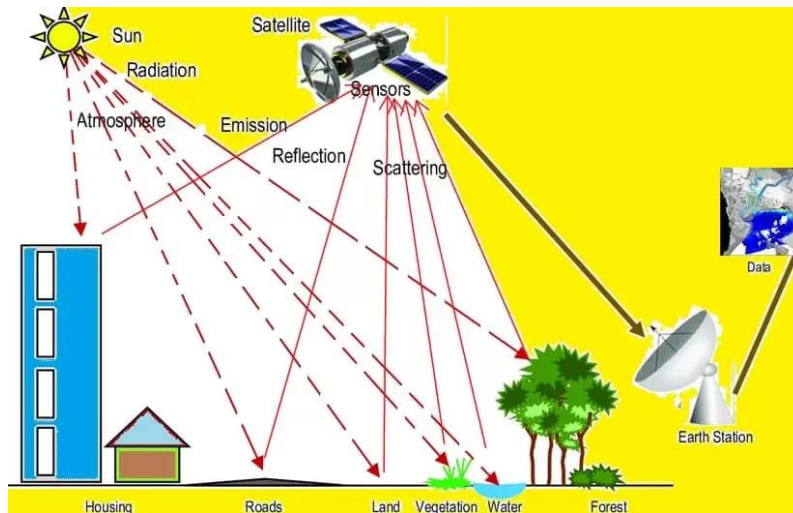 Sun
Satellite
Radiation
Sensors
Atmosphere
Emission
Reflection
Scattering
Data
Earth Station
Housing
Roads
Land
Vegetation
Water
Forest